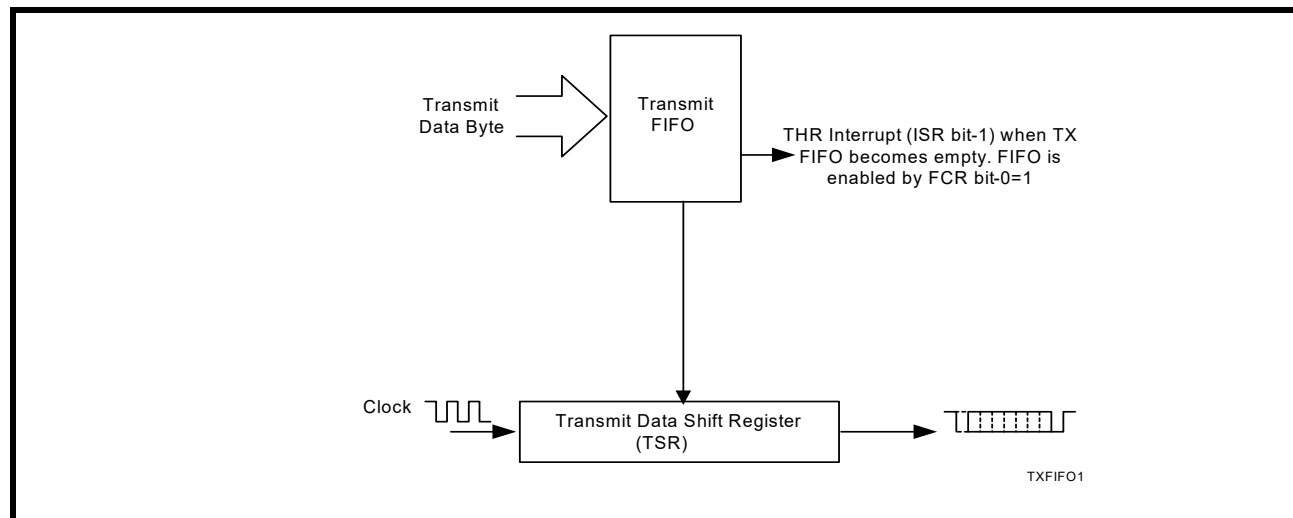 Transmit
Data Byte
Transmit
FIFO
THR Interrupt (ISR bit-1) when TX
FIFO becomes empty. FIFO is
enabled by FCR bit-0=1
Clock
Transmit Data Shift Register
(TSR)
TXFIFO1